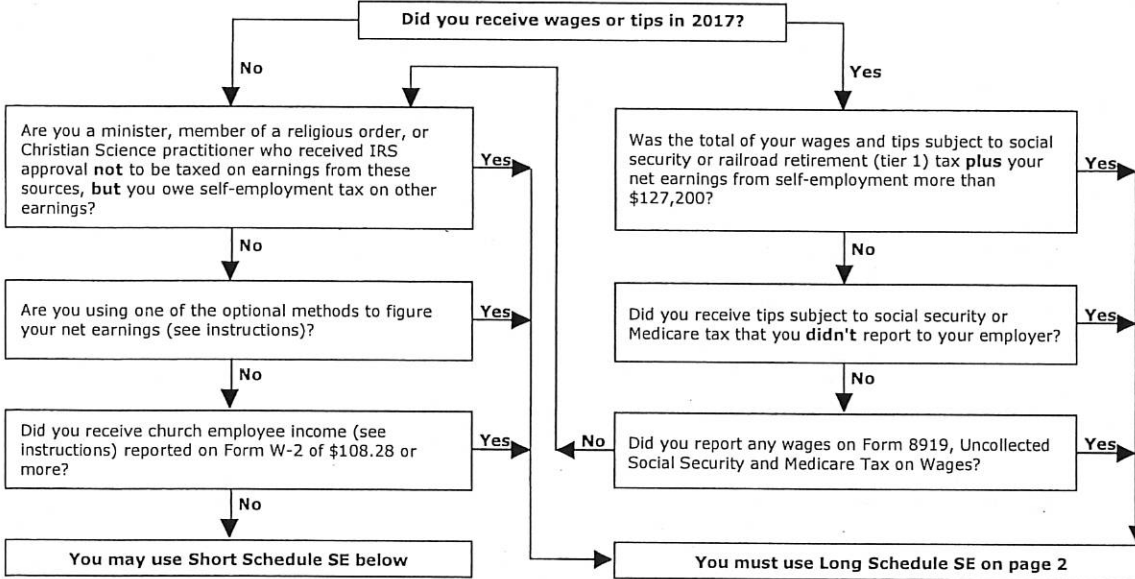 Did you receive wages or tips in 2017?
No
Yes
Are you a minister, member of a religious order, or
Christian Science practitioner who received IRS
approval not to be taxed on earnings from these
sources, but you owe self-employment tax on other
earnings?
Yes
Was the total of your wages and tips subject to social
security or railroad retirement (tier 1) tax plus your
net earnings from self-employment more than
$127,200?
Yes
No
No
Are you using one of the optional methods to figure
your net earnings (see instructions)?
Yes
Did you receive tips subject to social security or
Medicare tax that you didn't report to your employer?
Yes
No
No
Did you receive church employee income (see
instructions) reported on Form W-2 of $108.28 or
more?
Yes
No
Did you report any wages on Form 8919, Uncollected
Social Security and Medicare Tax on Wages?
Yes
No
You may use Short Schedule SE below
You must use Long Schedule SE on page 2